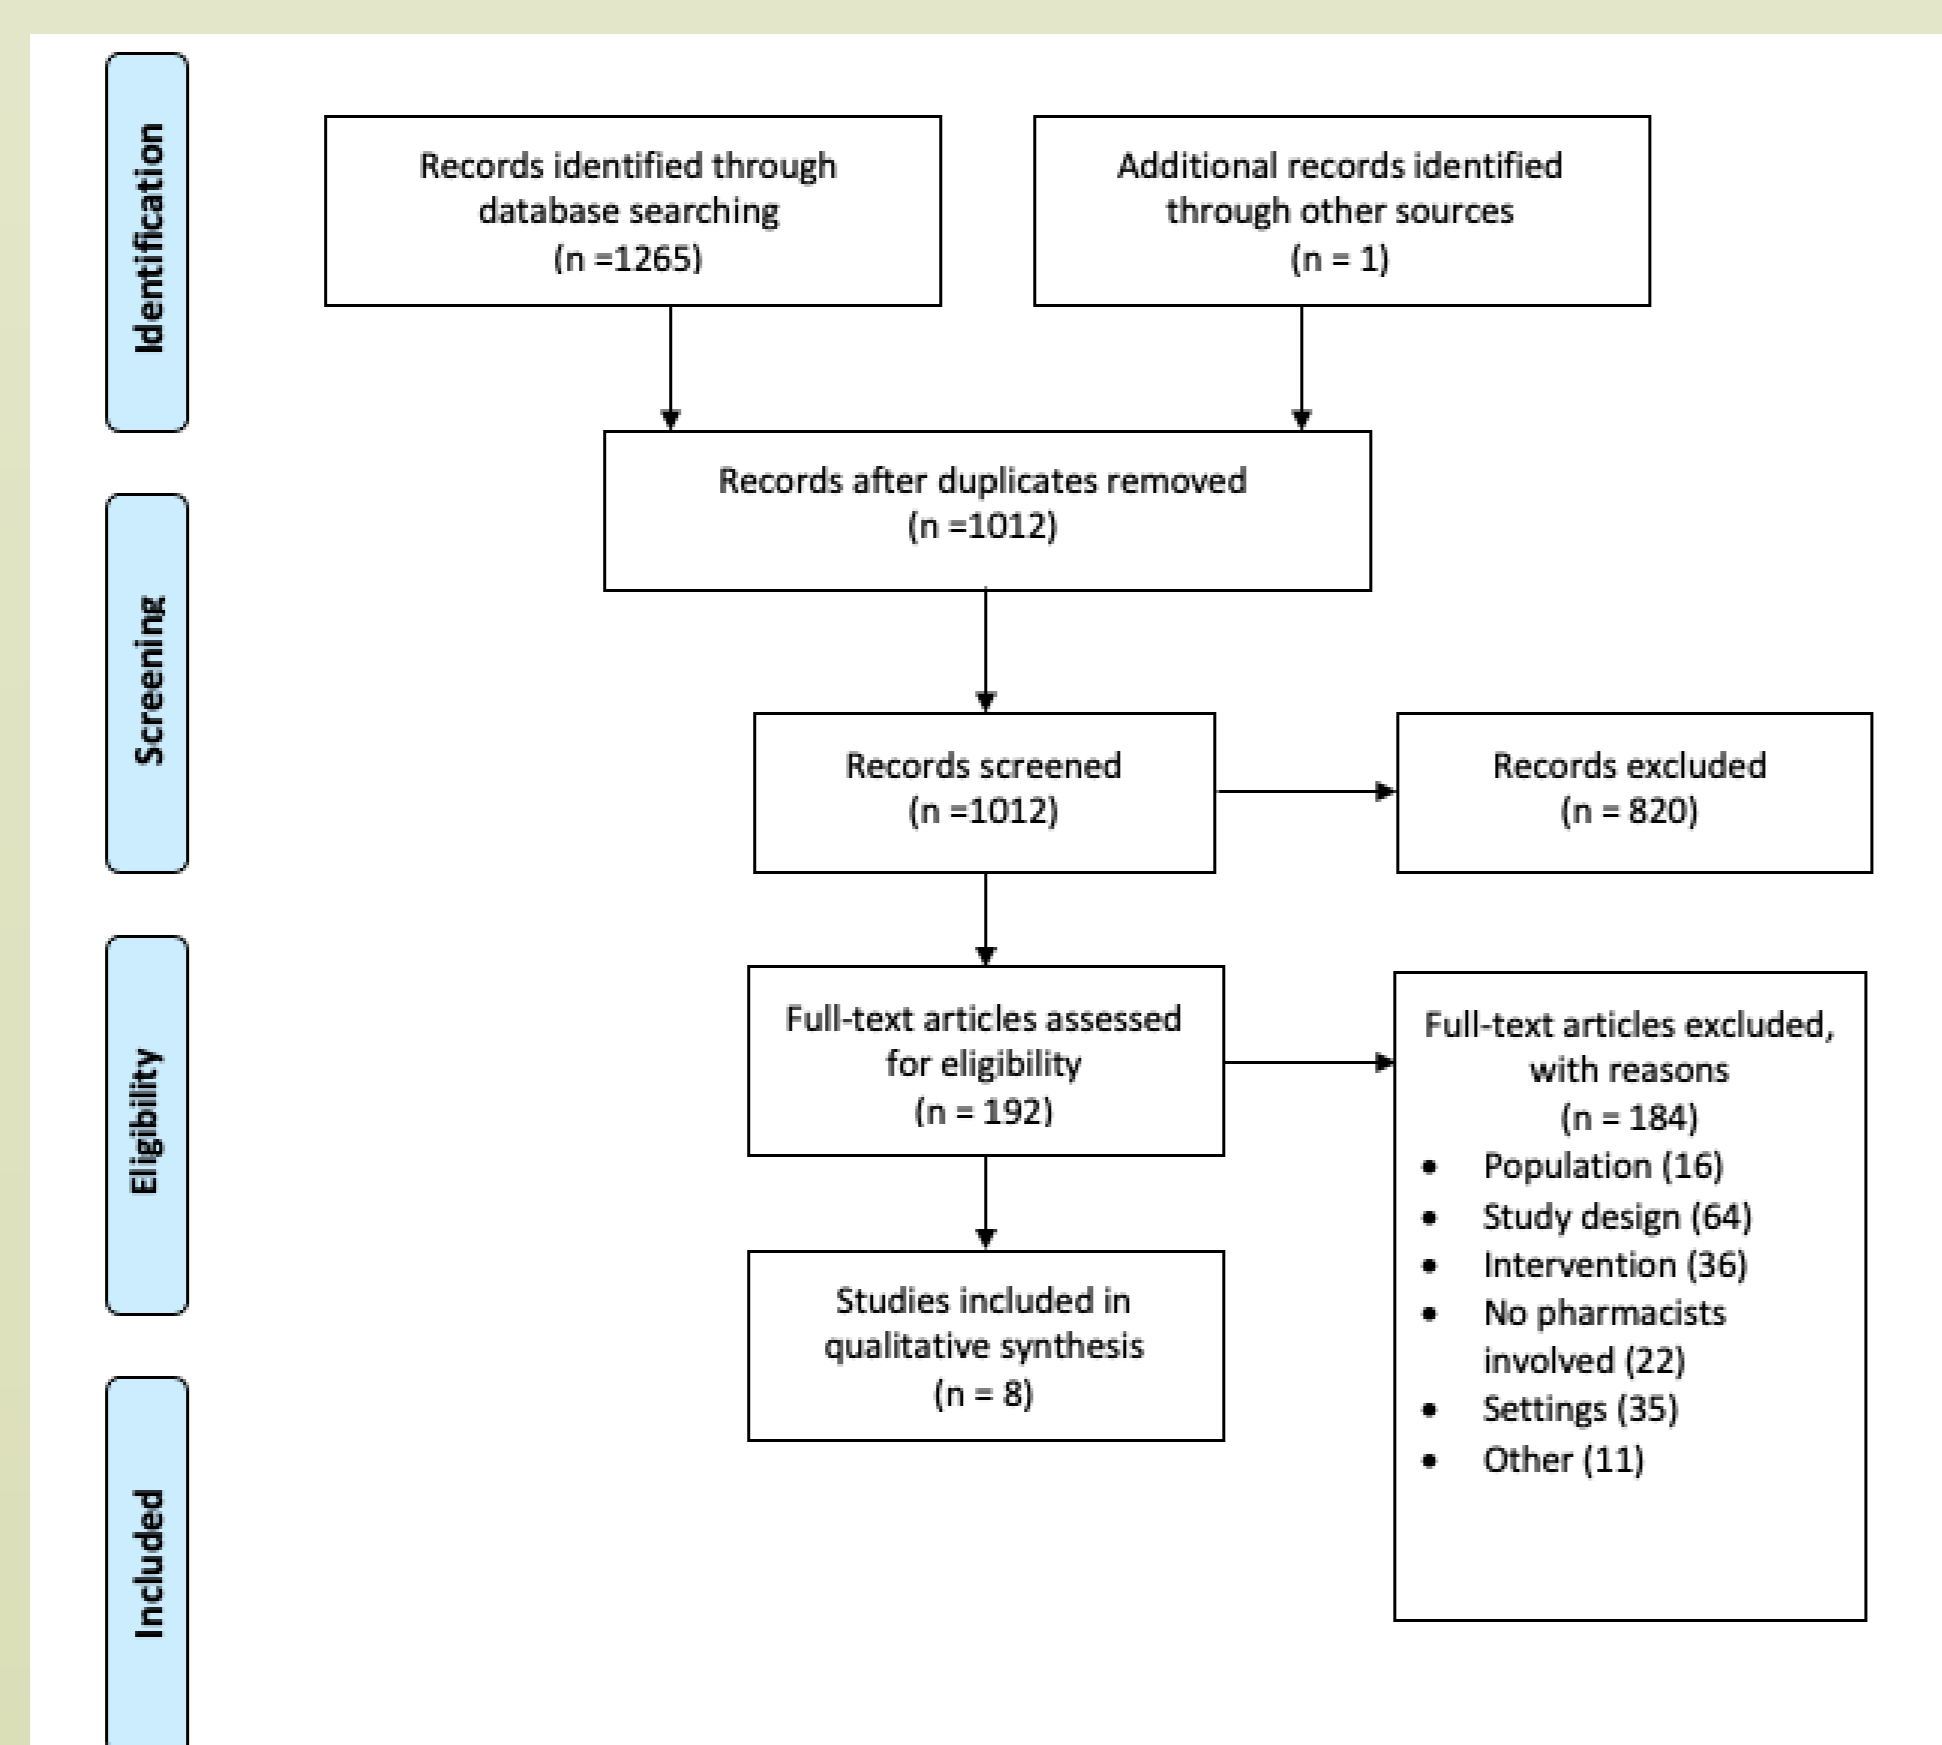 Identification
Records identified through
database searching
(n =1265)
Additional records identified
through other sources
(n = 1)
Records after duplicates removed
(n =1012)
Screening
Records screened
(n =1012)
Records excluded
(n = 820)
Eligibility
Full-text articles assessed
for eligibility
(n = 192)
Full-text articles excluded,
with reasons
(n = 184)
• Population (16)
• Study design (64)
• Intervention (36)
• No pharmacists
involved (22)
• Settings (35)
• Other (11)
Included
Studies included in
qualitative synthesis
(n = 8)